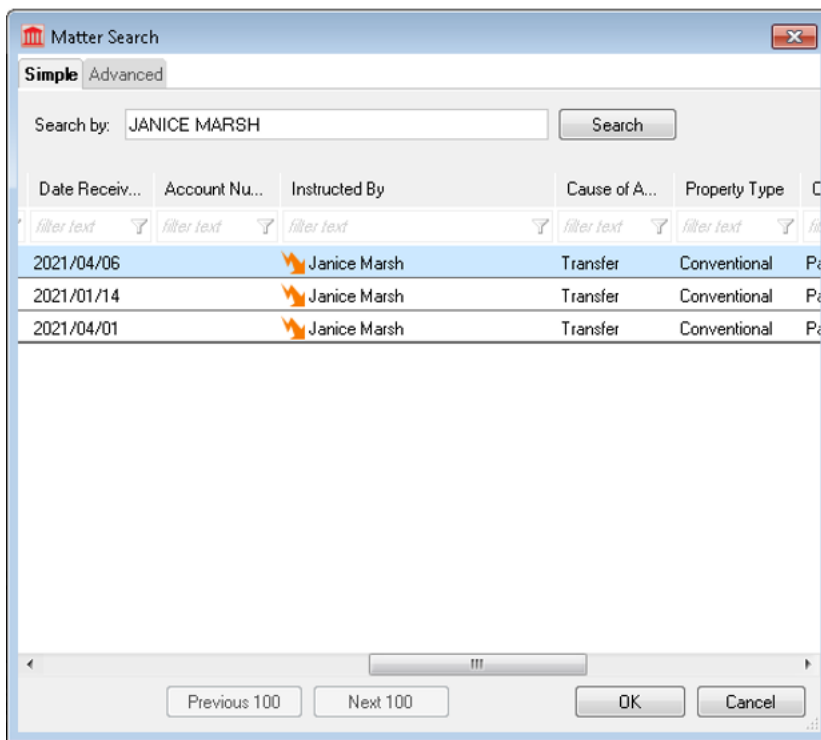 Matter Search
Simple Advanced
Search by: JANICE MARSH Search
Date Receiv... Account Nu... Instructed By Cause of A... Property Type
filter text filter text filter text filter text filter text
2021/04/06 Janice Marsh Transfer Conventional
2021/01/14 Janice Marsh Transfer Conventional
2021/04/01 Janice Marsh Transfer Conventional
Previous 100 Next 100 OK Cancel